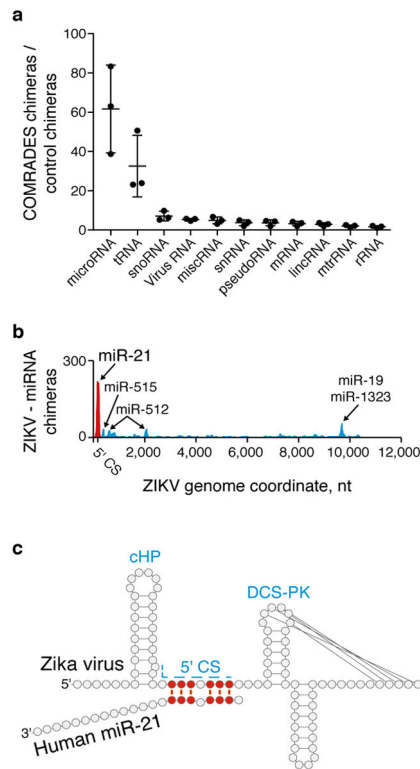 a
COMRADES chimeras /
control chimeras
100
80
60
40
20
0
microRNA
tRNA
snoRNA
Virus RNA
miscRNA
snRNA
pseudoRNA
mRNA
lincRNA
mtrRNA
rRNA
b
ZIKV - miRNA
chimeras
300
0
miR-21
miR-515
miR-512
miR-19
miR-1323
5' CS
2,000
4,000
6,000
8,000
10,000
12,000
ZIKV genome coordinate, nt
c
cHP
DCS-PK
Zika virus
5' CS
5'
3'
Human miR-21